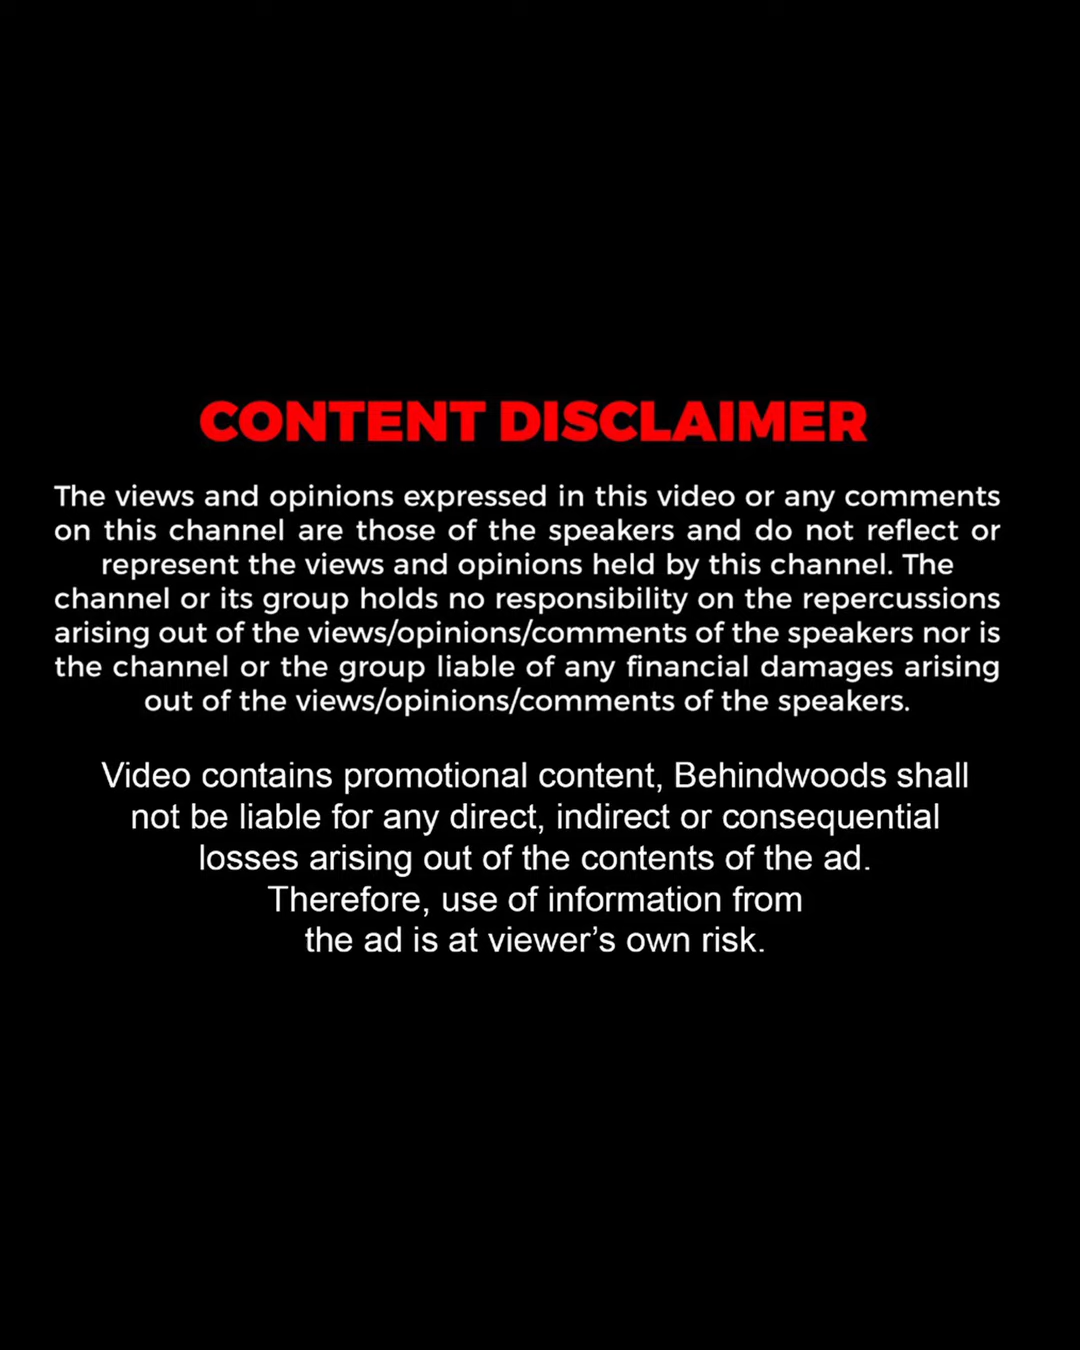 CONTENT DISCLAIMER
The views and opinions expressed in this video or any comments
on this channel are those of the speakers and do not reflect or
represent the views and opinions held by this channel. The
channel or its group holds no responsibility on the repercussions
arising out of the views/opinions/comments of the speakers nor is
the channel or the group liable of any financial damages arising
out of the views/opinions/comments of the speakers.
Video contains promotional content, Behindwoods shall
not be liable for any direct, indirect or consequential
losses arising out of the contents of the ad.
Therefore, use of information from
the ad is at viewer’s own risk.